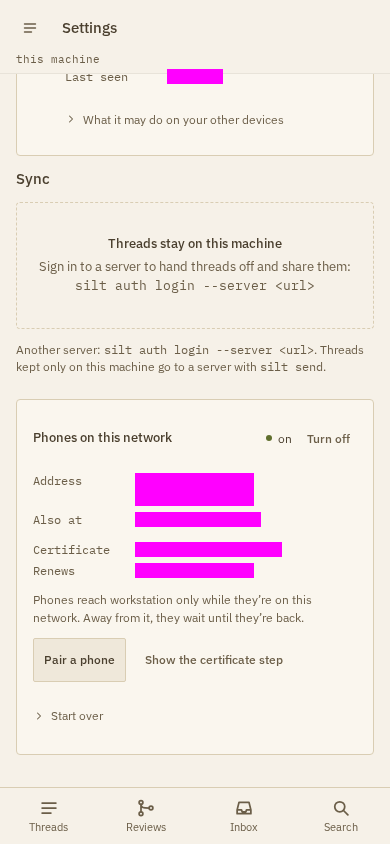 Settings
this machine
Last seen
What it may do on your other devices
Sync
Threads stay on this machine
Sign in to a server to hand threads off and share them:
silt auth login --server <url>
Another server: silt auth login --server <url>. Threads
kept only on this machine go to a server with silt send.
Phones on this network
on
Turn off
Address
Also at
Certificate
Renews
Phones reach workstation only while they're on this
network. Away from it, they wait until they're back.
Pair a phone
Show the certificate step
Start over
Threads
Reviews
Inbox
Search